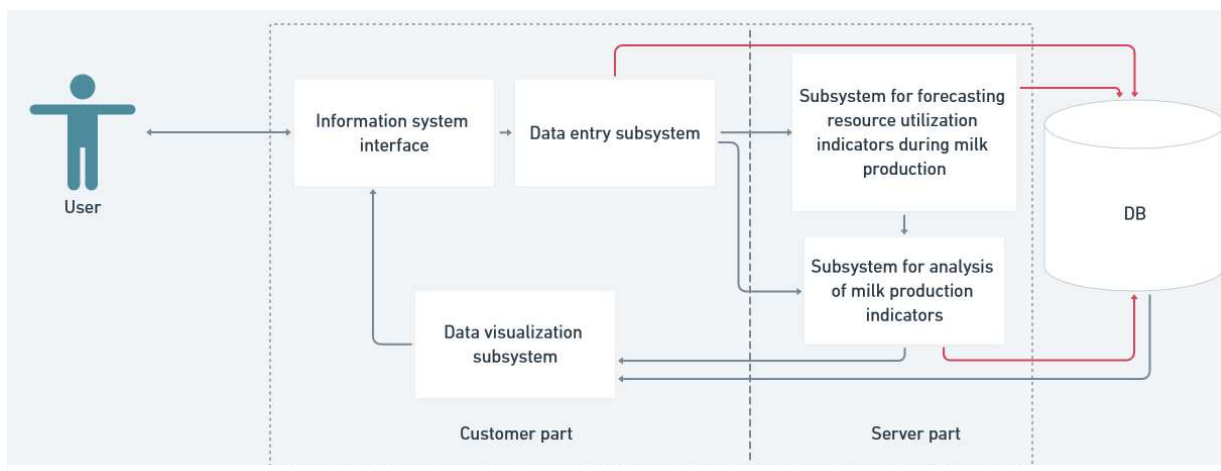 User
Information system
interface
Data entry subsystem
Subsystem for forecasting
resource utilization
indicators during milk
production
DB
Subsystem for analysis
of milk production
indicators
Data visualization
subsystem
Customer part
Server part